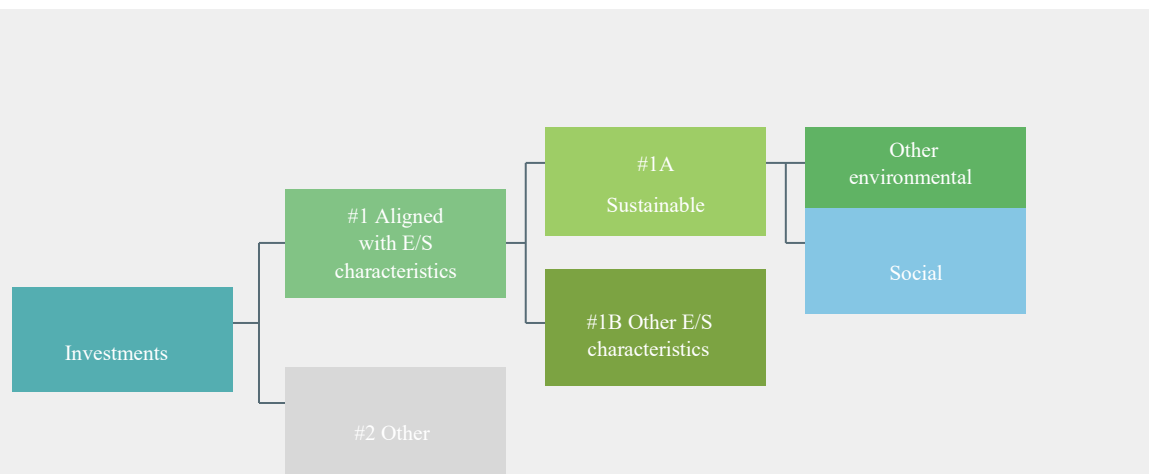 Investments
#1 Aligned
with E/S
characteristics
#2 Other
#1A
Sustainable
#1B Other E/S
characteristics
Other
environmental
Social